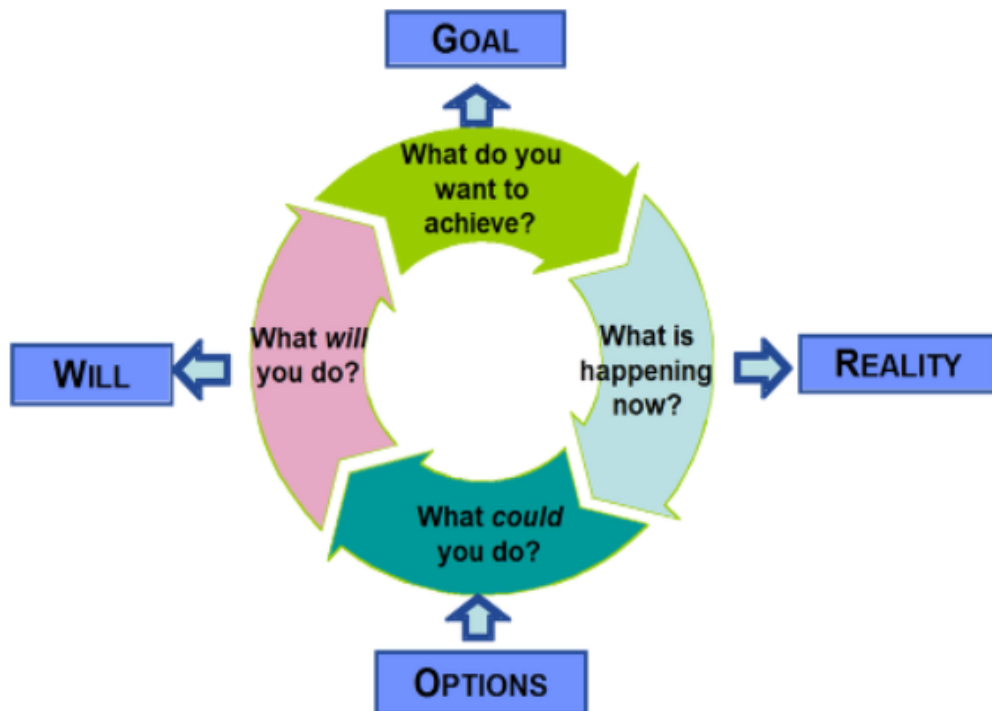 GOAL
What do you
want to
achieve?
What is
happening
now?
REALITY
What could
you do?
OPTIONS
What will
you do?
WILL